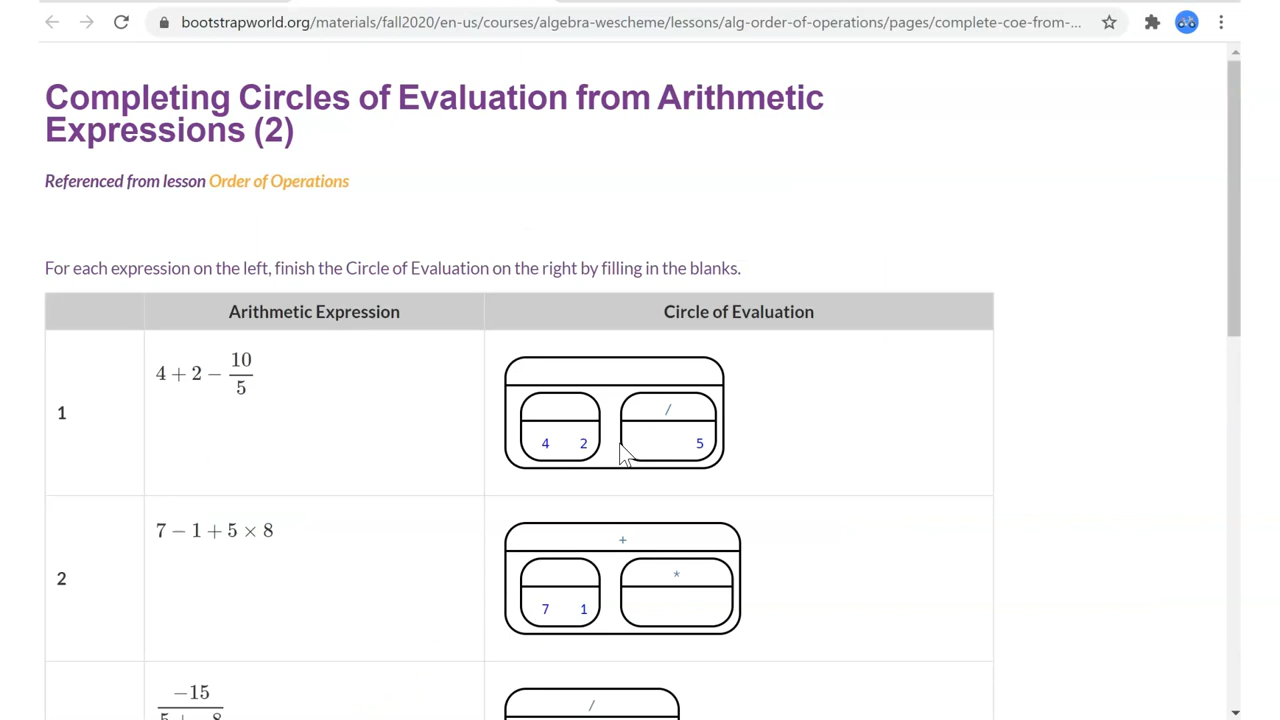 bootstrapworld.org/materials/fall2020/en-us/courses/algebra-wescheme/lessons/alg-order-of-operations/pages/complete-coe-from-...
Completing Circles of Evaluation from Arithmetic
Expressions (2)
Referenced from lesson Order of Operations
For each expression on the left, finish the Circle of Evaluation on the right by filling in the blanks.
Arithmetic Expression Circle of Evaluation
1
4 + 2 − 10/5
/
4 2 5
2
7 − 1 + 5 × 8
+
*
7 1
−15
/